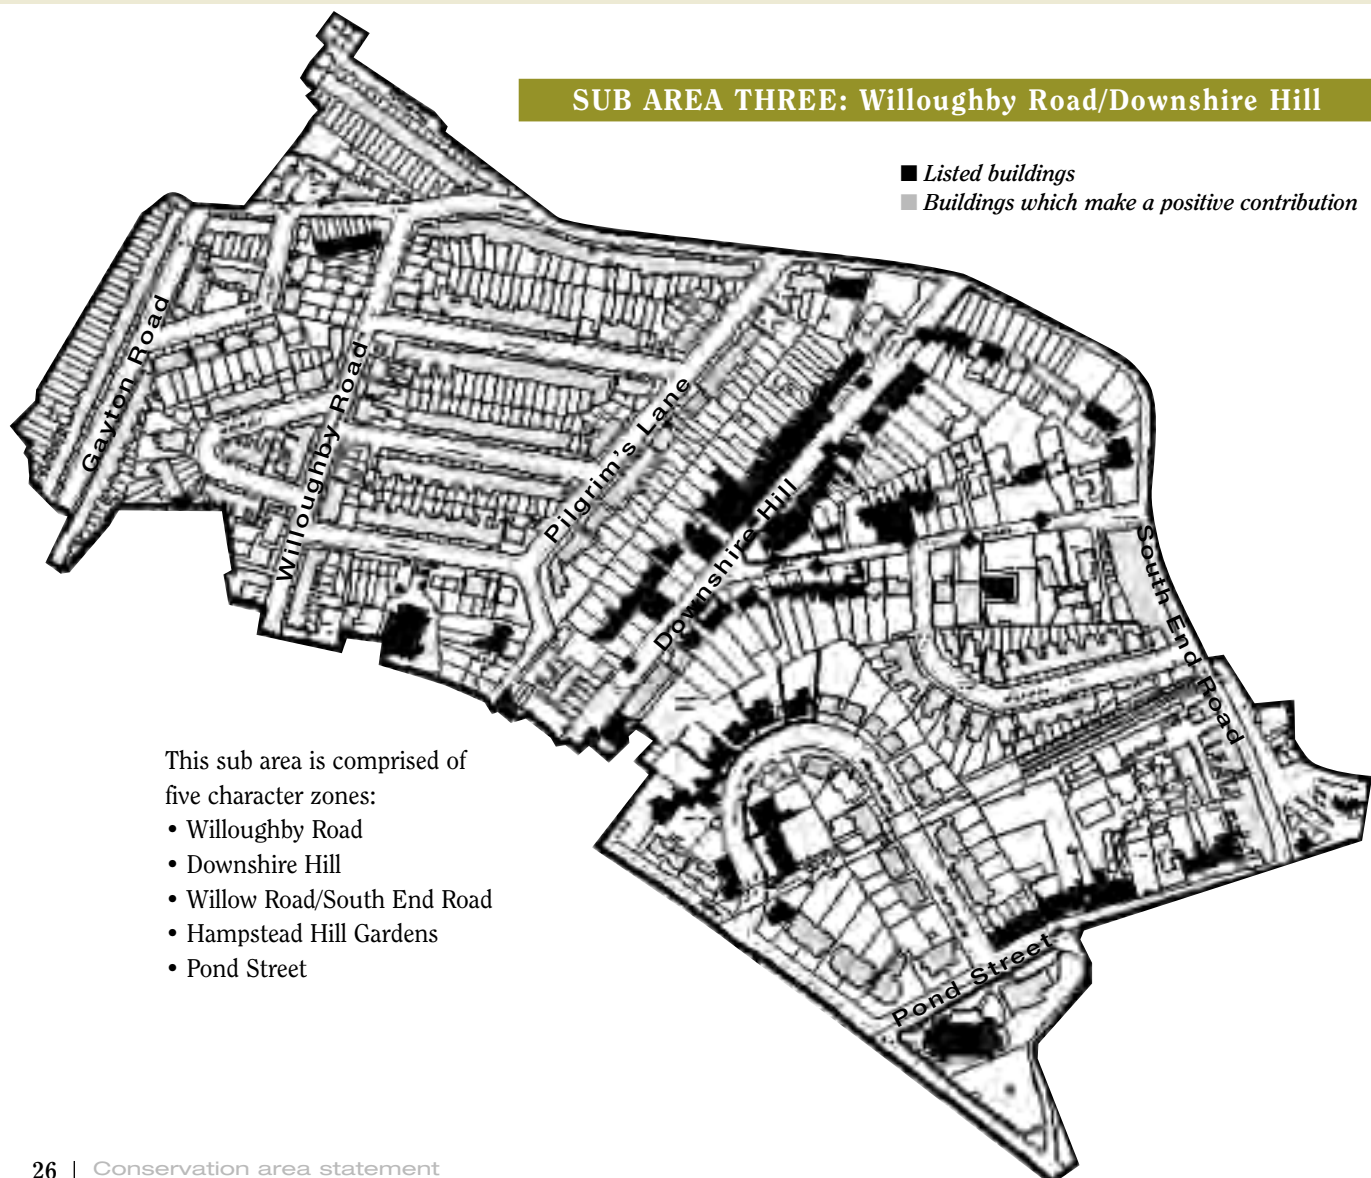 SUB AREA THREE: Willoughby Road/Downshire Hill
Listed buildings
Buildings which make a positive contribution
Gayton Road
Willoughby Road
Pilgrim's Lane
Downshire Hill
South End Road
Pond Street
This sub area is comprised of
five character zones:
• Willoughby Road
• Downshire Hill
• Willow Road/South End Road
• Hampstead Hill Gardens
• Pond Street
26 | Conservation area statement